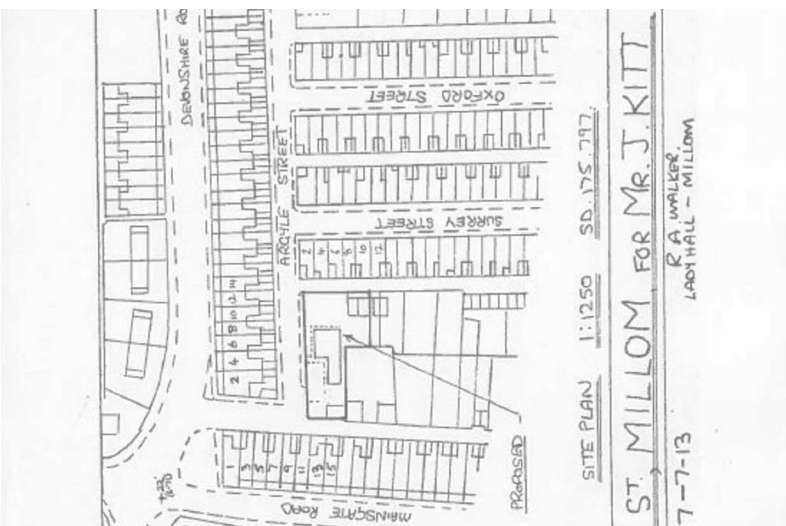 DEVONSHIRE RO
OXFORD STREET
ARGYLE STREET
SURREY STREET
2 4 6 8 10 12
2 4 6 8 10 12 14
1 3 5 7 9 11 13 15
MAINSGATE ROAD
PROPOSED
SITE PLAN 1:1250 SD.175.797.
ST. MILLOM FOR MR. J. KITT
7-7-13
R A. WALKER.
LADY HALL - MILLOM